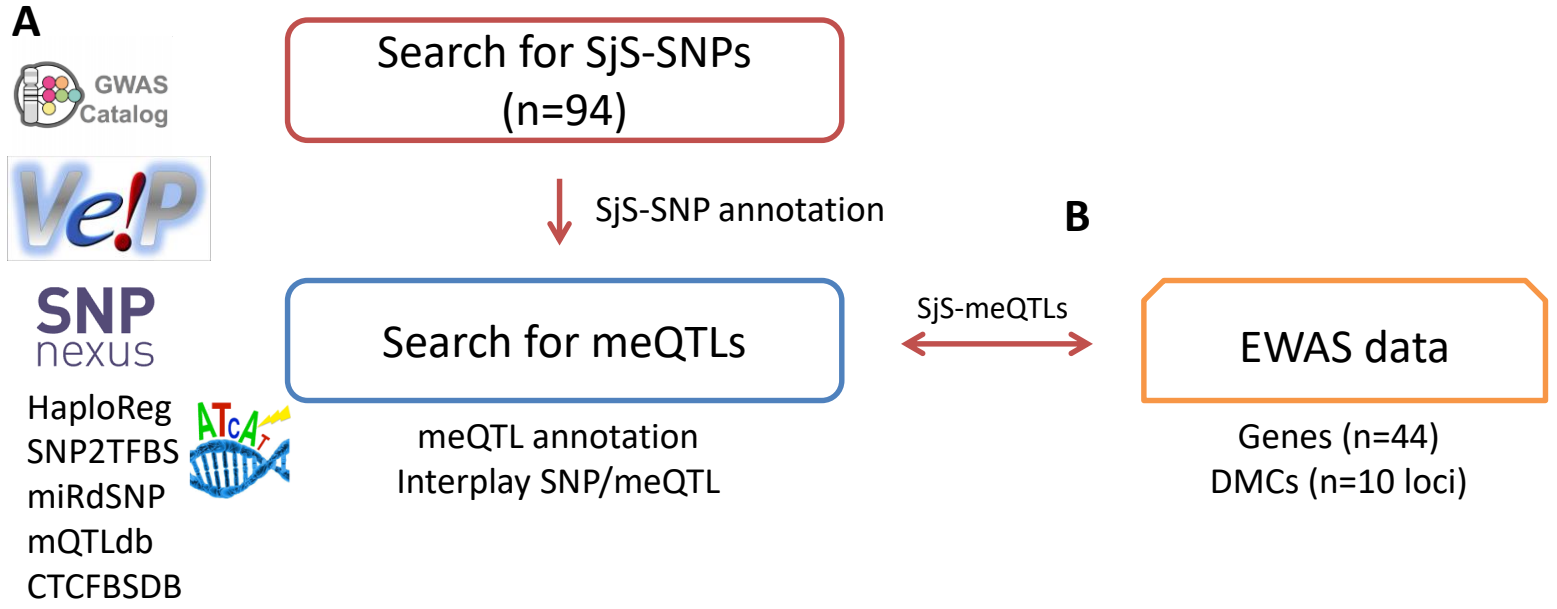 A
GWAS
Catalog
Ve!P
SNP
nexus
HaploReg
SNP2TFBS
miRdSNP
mQTLdb
CTCFBSDB
ATCAT
Search for SjS-SNPs
(n=94)
SjS-SNP annotation
Search for meQTLs
meQTL annotation
Interplay SNP/meQTL
B
SjS-meQTLs
EWAS data
Genes (n=44)
DMCs (n=10 loci)